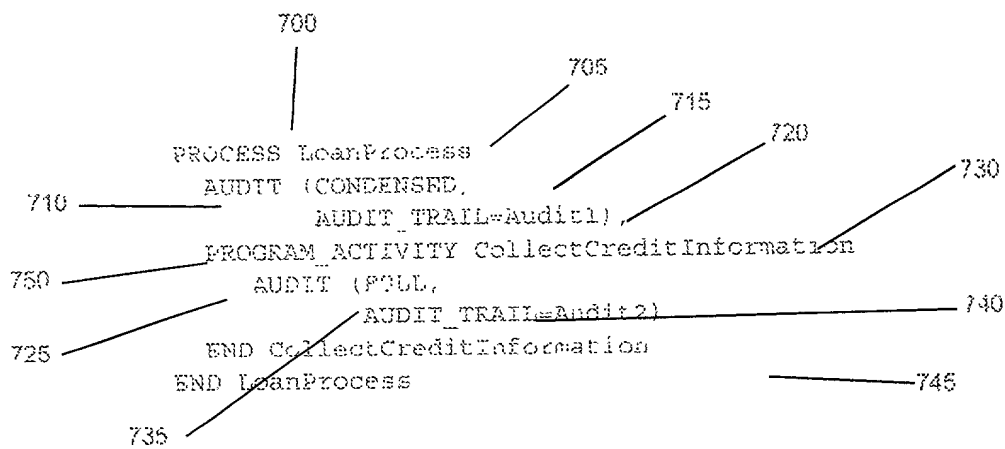 700
705
715
720
PROCESS LoanProcess
730
AUDIT (CONDENSED,
710
AUDIT_TRAIL=Audit1),
PROGRAM_ACTIVITY CollectCreditInformation
750
AUDIT (FULL,
740
AUDIT_TRAIL=Audit2)
725
END CollectCreditInformation
END LoanProcess
745
735